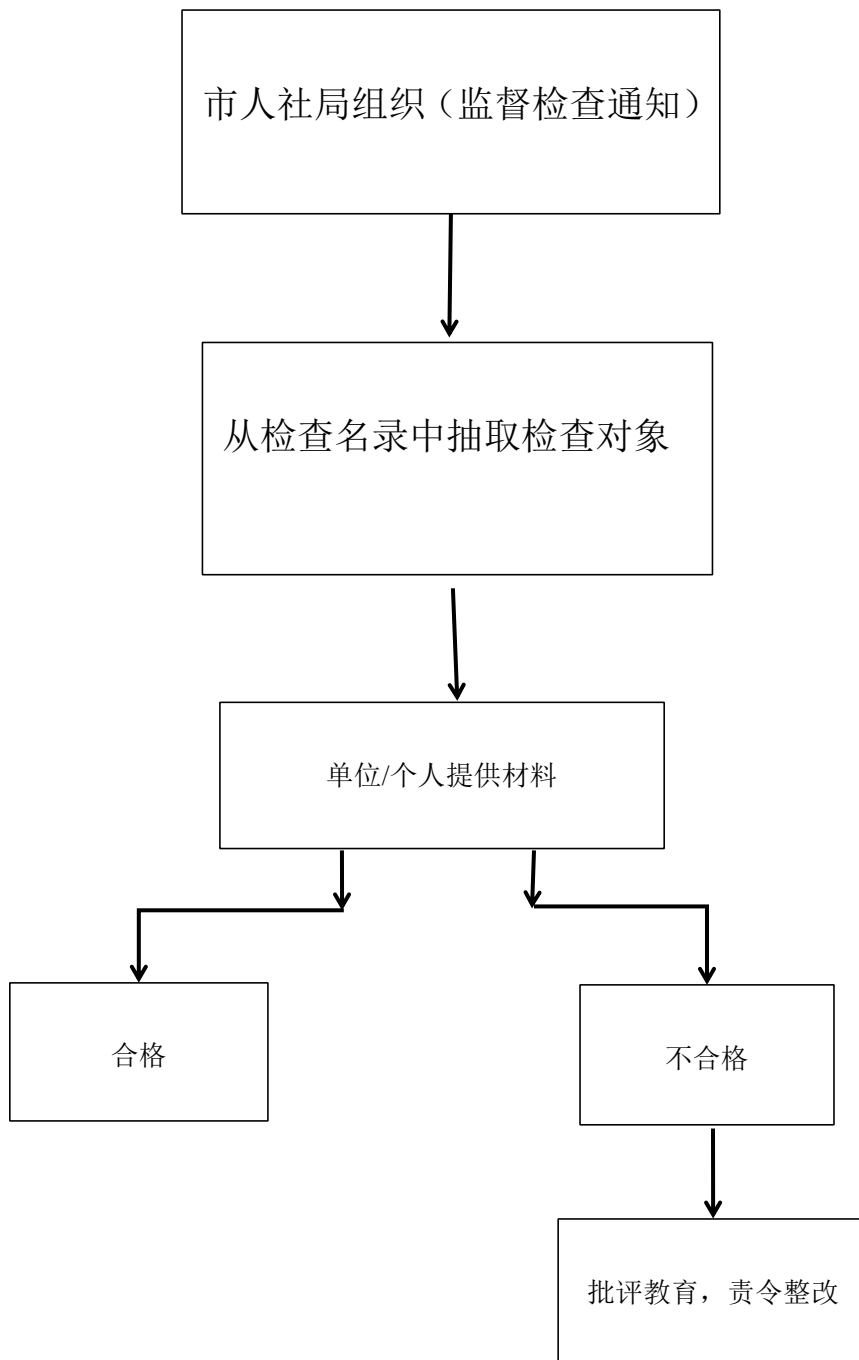 市人社局组织（监督检查通知）
从检查名录中抽取检查对象
单位/个人提供材料
合格
不合格
批评教育，责令整改